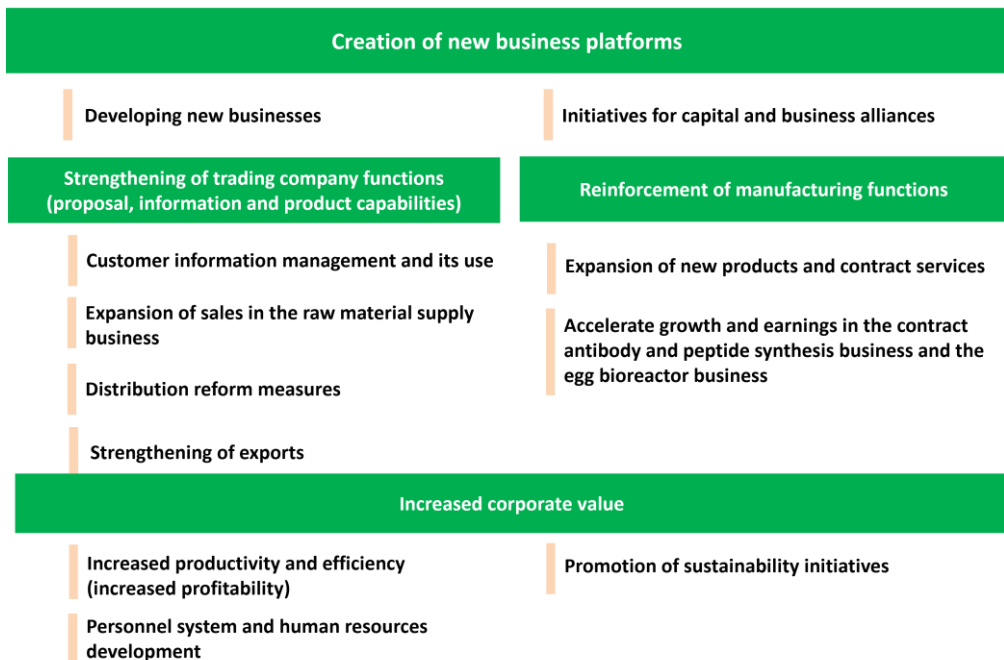 Creation of new business platforms
Developing new businesses
Initiatives for capital and business alliances
Strengthening of trading company functions
(proposal, information and product capabilities)
Customer information management and its use
Expansion of sales in the raw material supply
business
Distribution reform measures
Strengthening of exports
Reinforcement of manufacturing functions
Expansion of new products and contract services
Accelerate growth and earnings in the contract
antibody and peptide synthesis business and the
egg bioreactor business
Increased corporate value
Increased productivity and efficiency
(increased profitability)
Personnel system and human resources
development
Promotion of sustainability initiatives